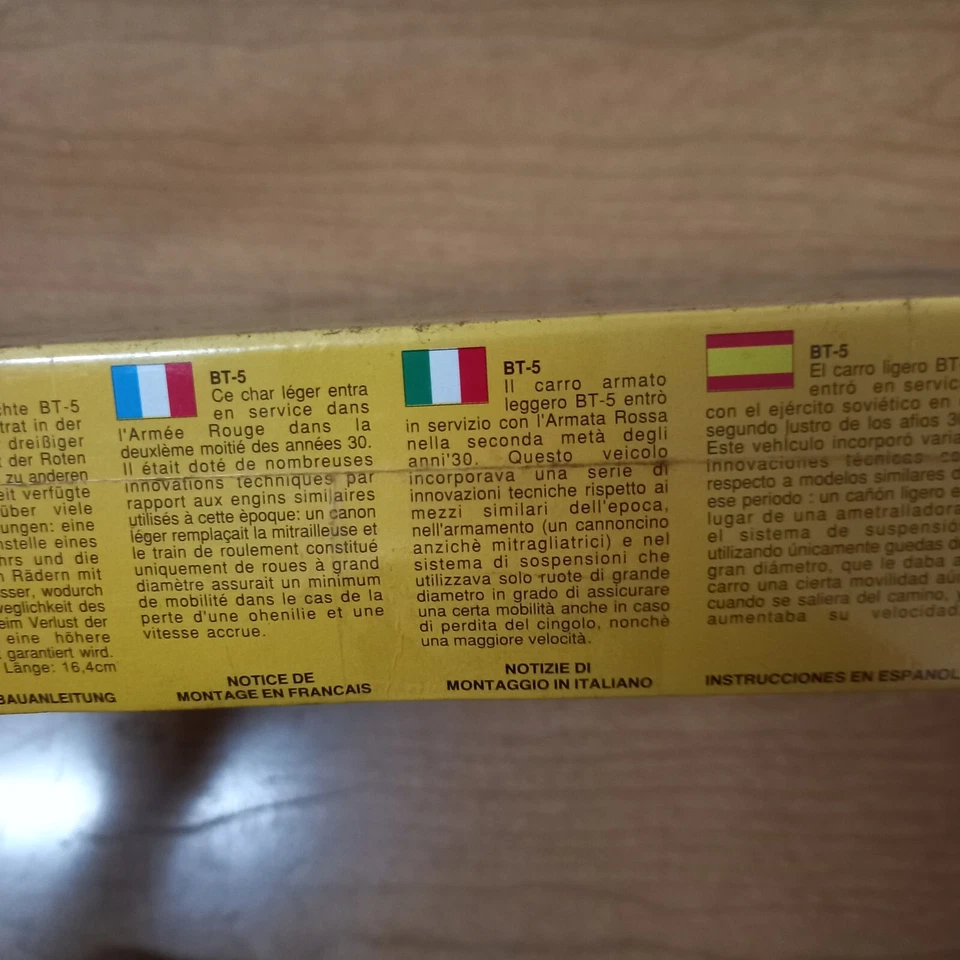 chte BT-5
trat in der
dreißiger
der Roten
zu anderen
eit verfügte
über viele
ungen: eine
nstelle eines
hrs und die
n Rädern mit
sser, wodurch
weglichkeit des
eim Verlust der
eine höhere
garantiert wird.
Länge: 16,4cm
BAUANLEITUNG
BT-5
Ce char léger entra
en service dans
l'Armée Rouge dans la
deuxlème moitié des années 30.
Il était doté de nombreuses
innovations techniques par
rapport aux engins similaires
utilisés à cette èpoque: un canon
léger remplaçait la mitrailleuse et
le train de roulement constitué
uniquement de roues à grand
diamètre assurait un minimum
de mobilité dans le cas de la
perte d'une ohenilie et une
vitesse accrue.
NOTICE DE
MONTAGE EN FRANCAIS
BT-5
Il carro armato
leggero BT-5 entrò
in servizio con l'Armata Rossa
nella seconda metà degli
anni'30. Questo veicolo
incorporava una serie di
innovazioni tecniche rispetto ai
mezzi similari dell'epoca,
nell'armamento (un cannoncino
anzichè mitragliatrici) e nel
sistema di sospensioni che
utilizzava solo ruote di grande
diametro in grado di assicurare
una certa mobilità anche in caso
di perdita del cingolo, nonchè
una maggiore velocità.
NOTIZIE DI
MONTAGGIO IN ITALIANO
BT-5
El carro ligero BT-
entró en servic
con el ejército soviético en
segundo lustro de los años 30
Este vehlculo incorporó varia
innovaciones técnicas co
respecto a modelos similares d
ese periodo : un cañón ligero e
lugar de una ametralladora
el sistema de suspensió
utilizando únicamente guedas d
gran diámetro, que le daba a
carro una cierta movilidad aú
cuando se saliera del camino, y
aumentaba su velocidad.
INSTRUCCIONES EN ESPANOL